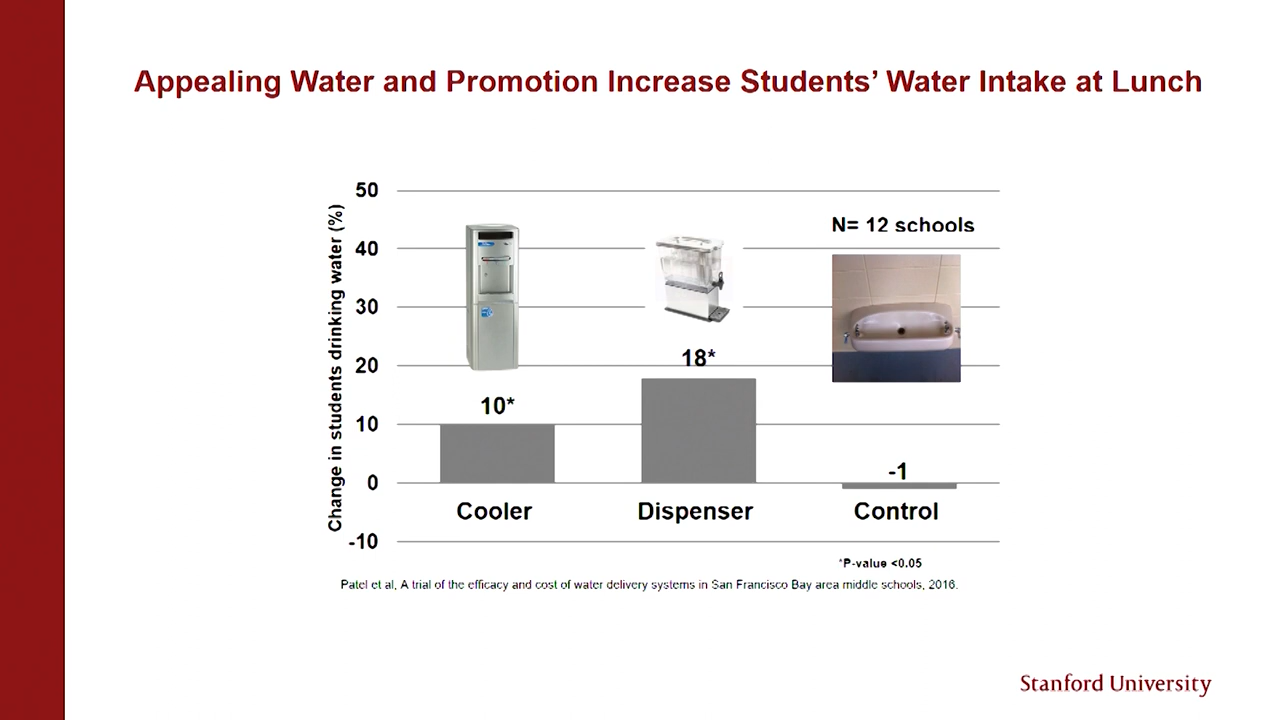 Appealing Water and Promotion Increase Students' Water Intake at Lunch
Change in students drinking water (%)
50
40
30
20
10
0
-10
N= 12 schools
10*
18*
-1
Cooler
Dispenser
Control
*P-value <0.05
Patel et al, A trial of the efficacy and cost of water delivery systems in San Francisco Bay area middle schools, 2016.
Stanford University